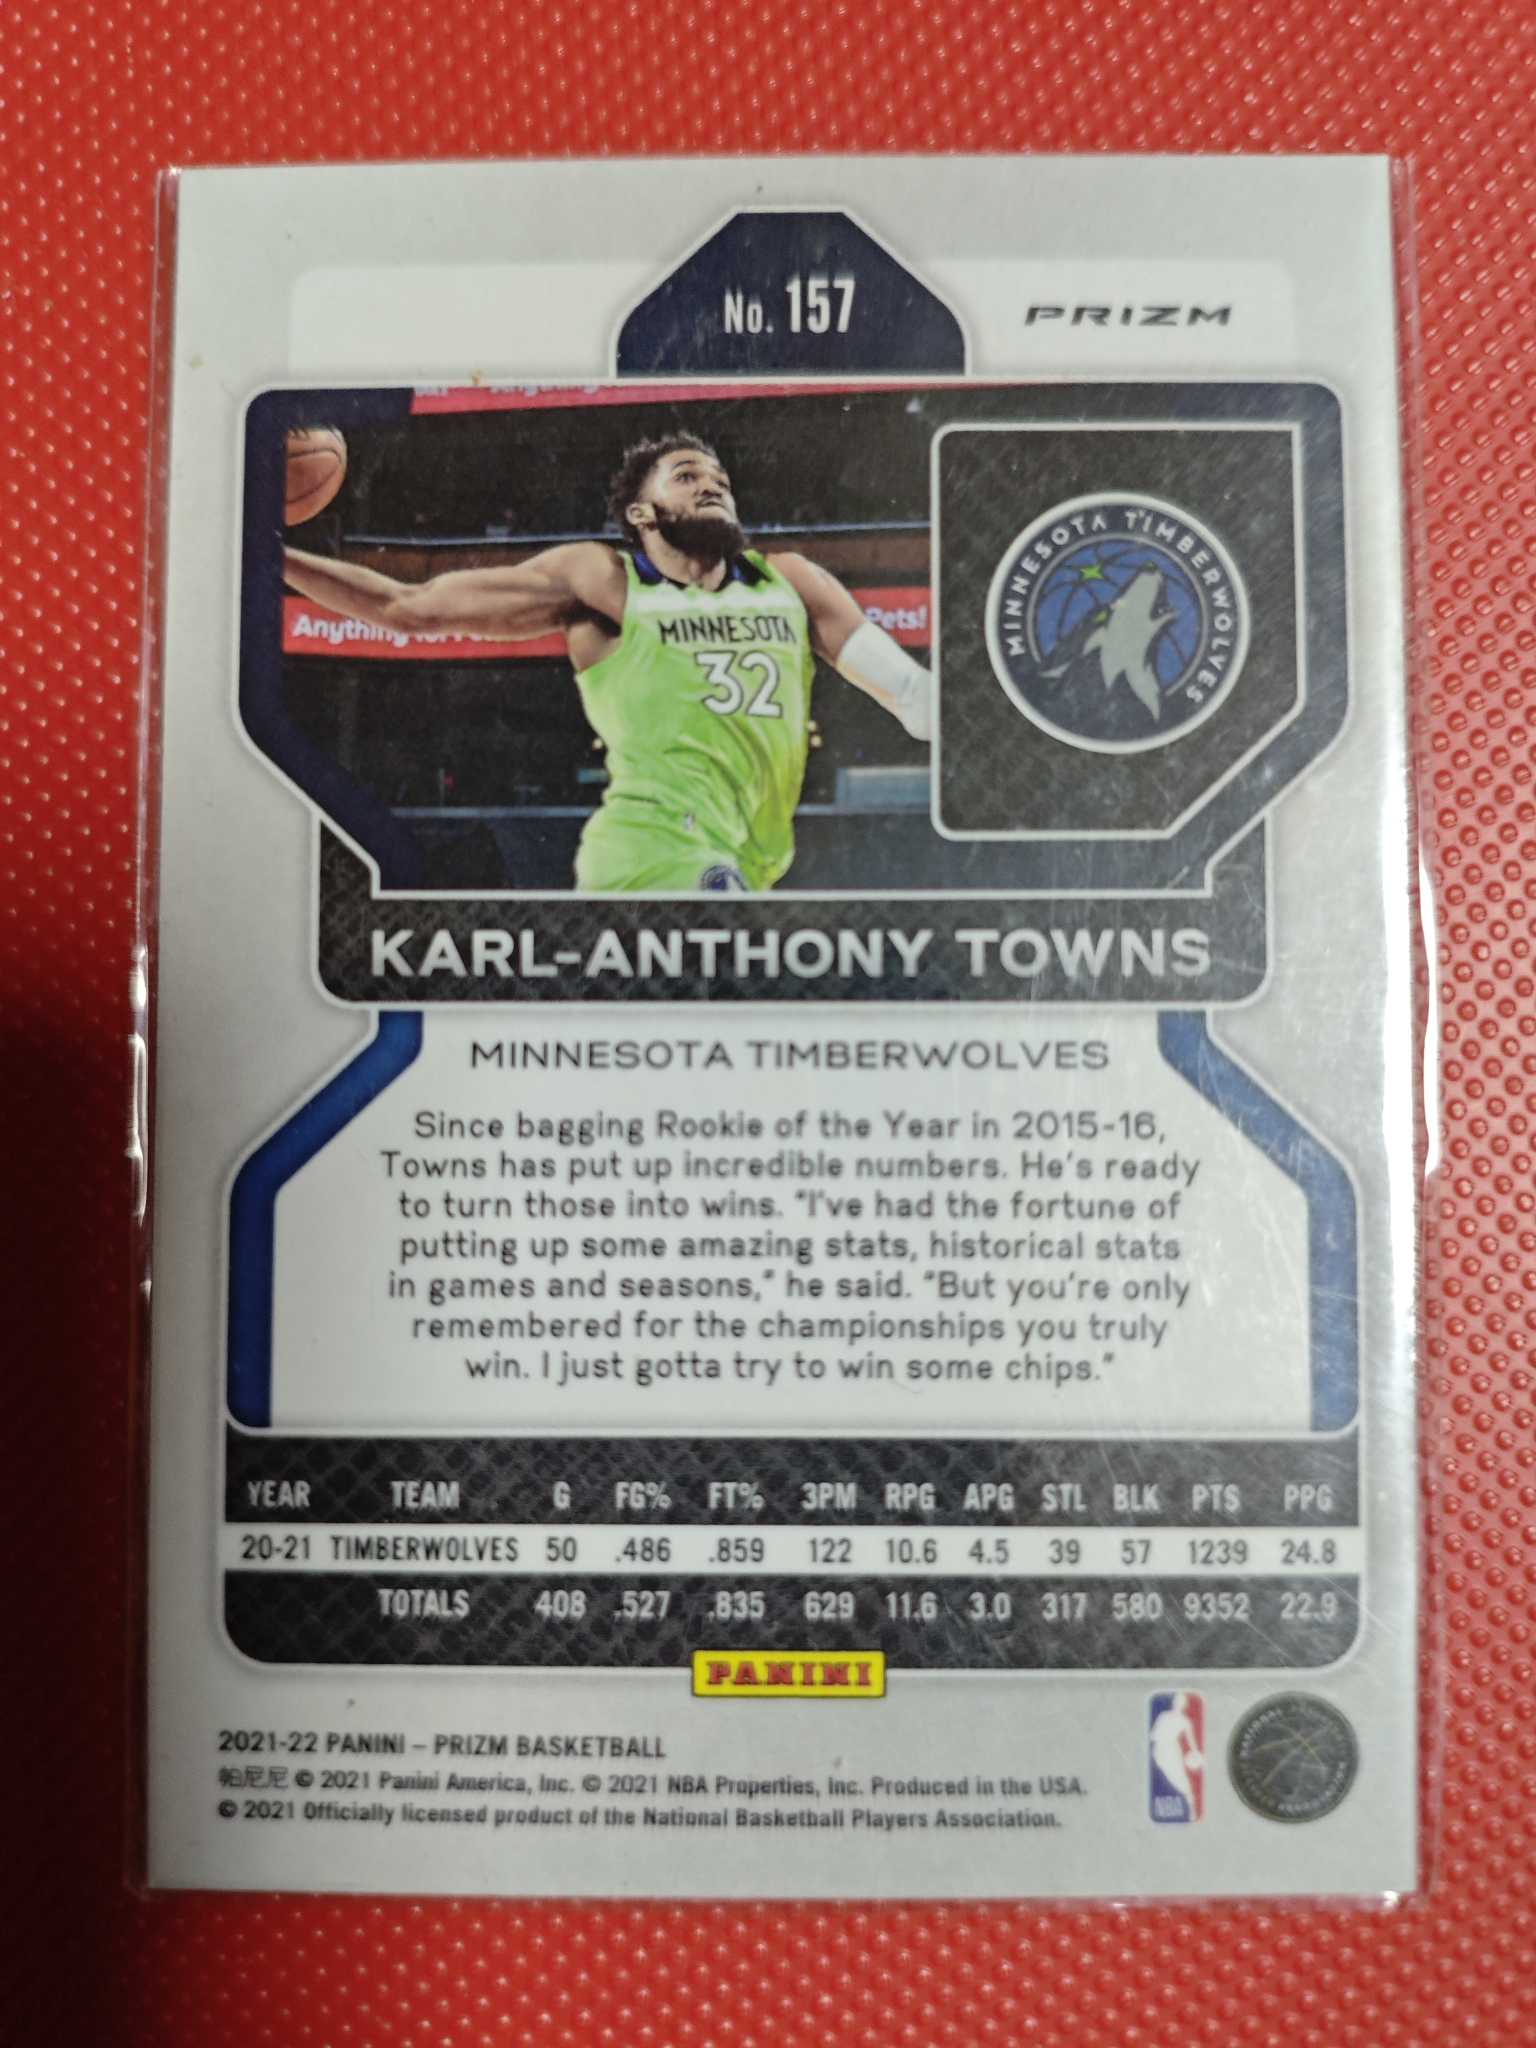 No. 157
PRIZM
Anything for Pets!
MINNESOTA
32
MINNESOTA TIMBERWOLVES
KARL-ANTHONY TOWNS
MINNESOTA TIMBERWOLVES
Since bagging Rookie of the Year in 2015-16,
Towns has put up incredible numbers. He's ready
to turn those into wins. "I've had the fortune of
putting up some amazing stats, historical stats
in games and seasons," he said. "But you're only
remembered for the championships you truly
win. I just gotta try to win some chips."
YEAR TEAM G FG% FT% 3PM RPG APG STL BLK PTS PPG
20-21 TIMBERWOLVES 50 .486 .859 122 10.6 4.5 39 57 1239 24.8
TOTALS 408 .527 .835 629 11.6 3.0 317 580 9352 22.9
PANINI
2021-22 PANINI – PRIZM BASKETBALL
帕尼尼 © 2021 Panini America, Inc. © 2021 NBA Properties, Inc. Produced in the USA.
© 2021 Officially licensed product of the National Basketball Players Association.
NBA